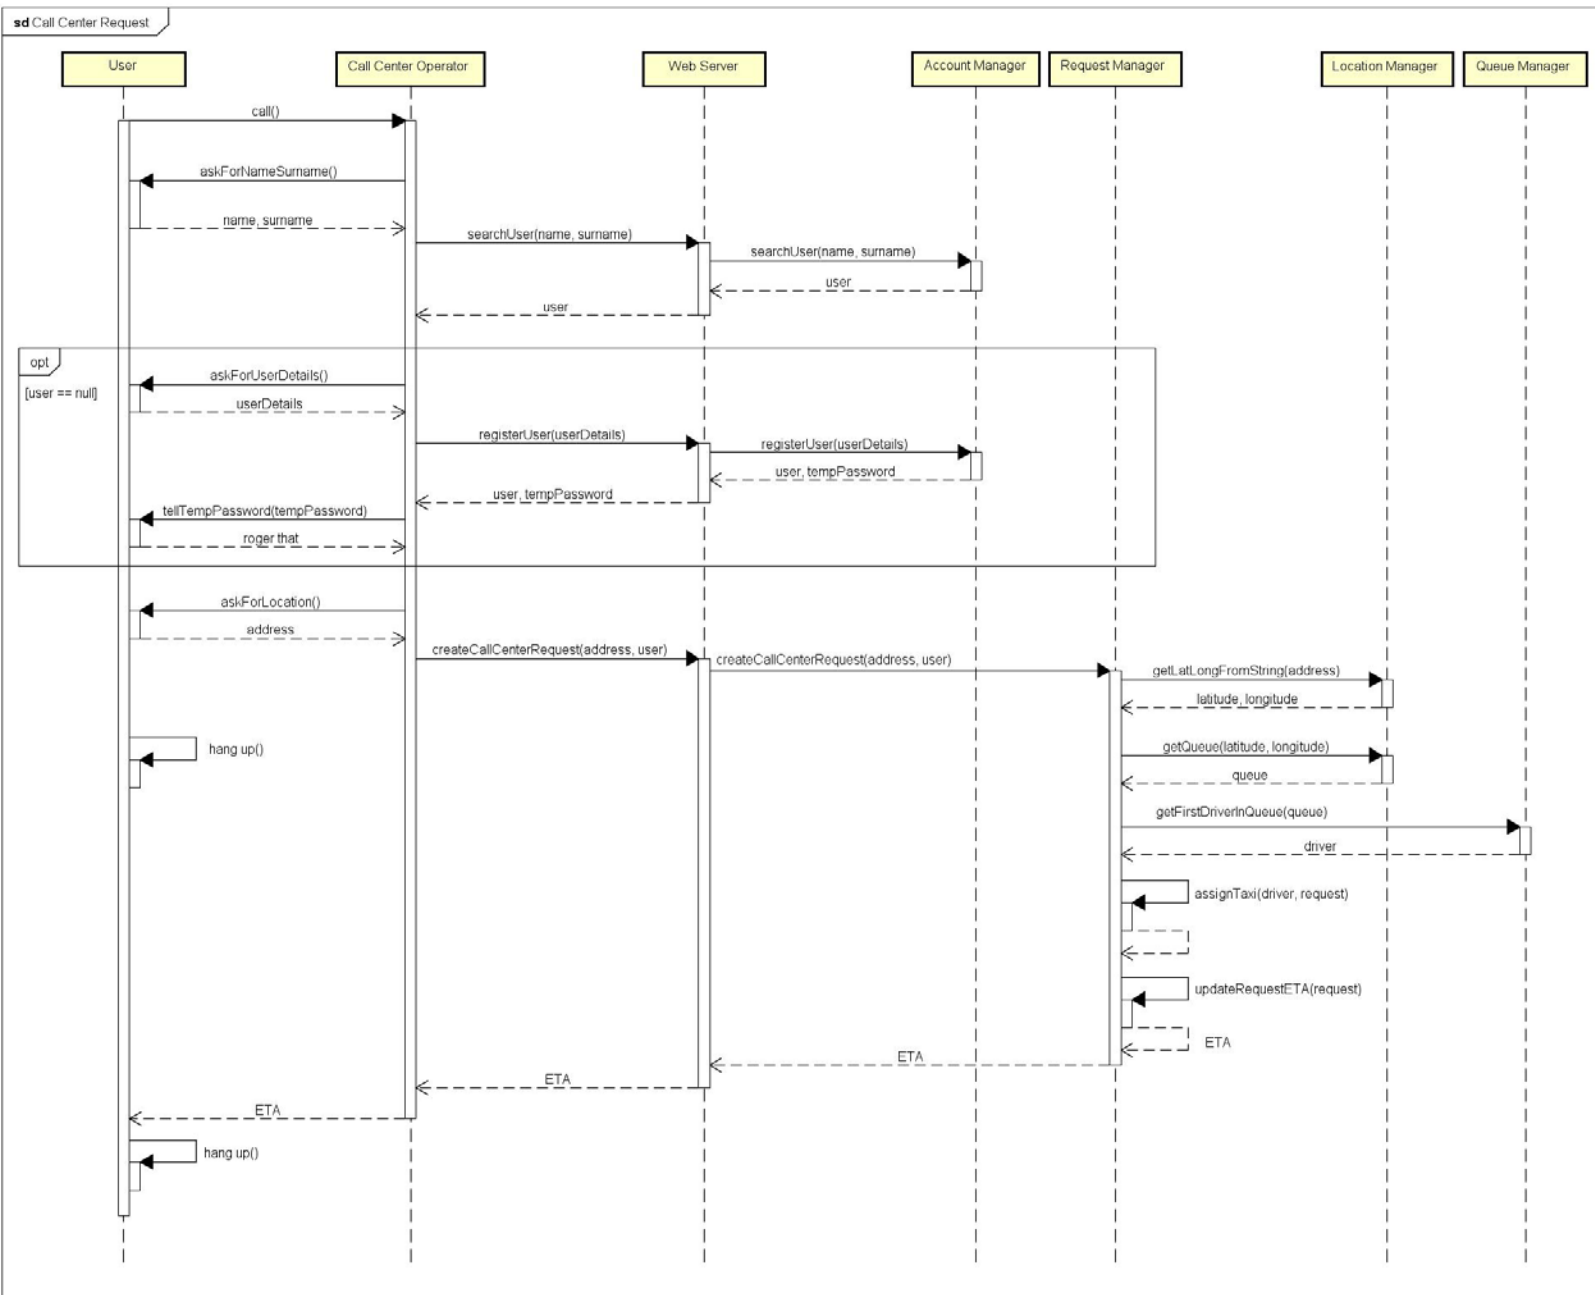 sd Call Center Request
User
Call Center Operator
Web Server
Account Manager
Request Manager
Location Manager
Queue Manager
call()
askForNameSurname()
name, surname
searchUser(name, surname)
searchUser(name, surname)
user
user
opt
[user == null]
askForUserDetails()
userDetails
registerUser(userDetails)
registerUser(userDetails)
user, tempPassword
user, tempPassword
tellTempPassword(tempPassword)
roger that
askForLocation()
address
createCallCenterRequest(address, user)
createCallCenterRequest(address, user)
getLatLongFromString(address)
latitude, longitude
hang up()
getQueue(latitude, longitude)
queue
getFirstDriverInQueue(queue)
driver
assignTaxi(driver, request)
updateRequestETA(request)
ETA
ETA
ETA
ETA
hang up()